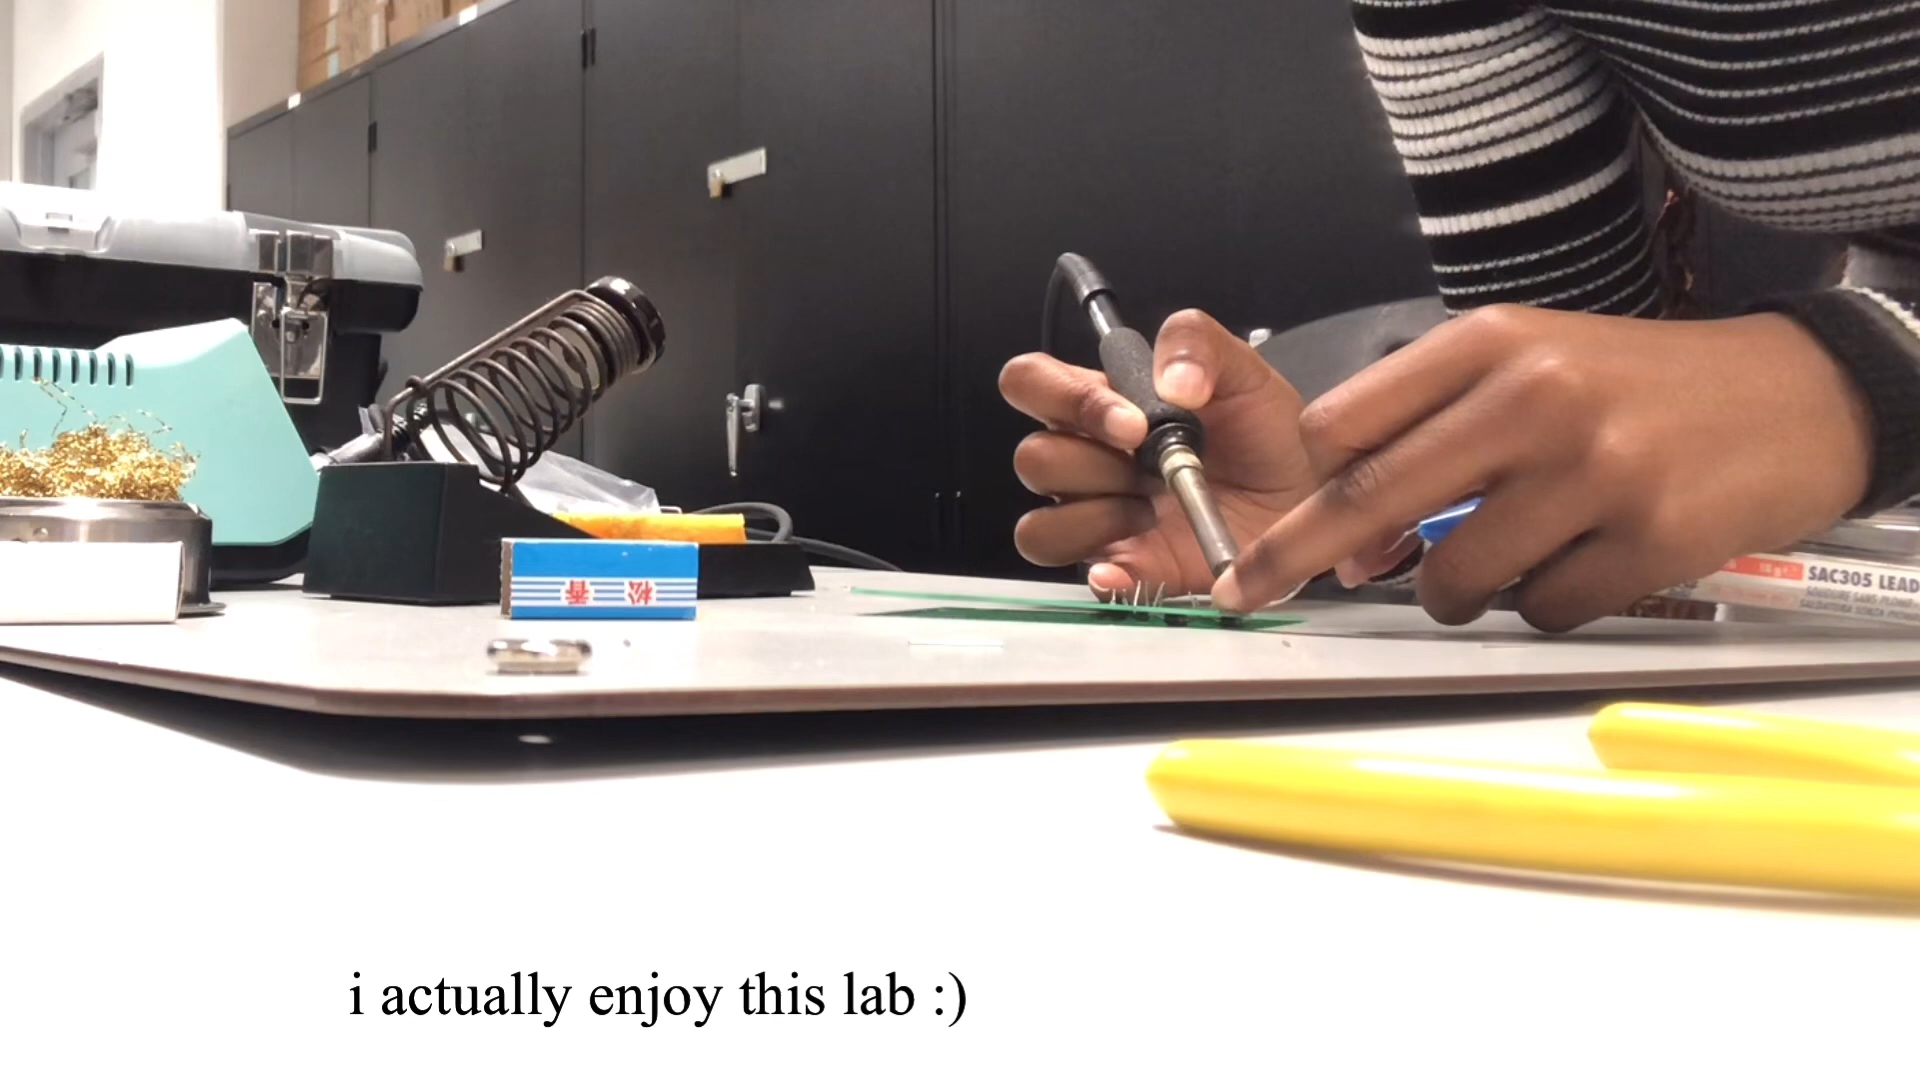 松香
SAC305 LEAD
i actually enjoy this lab :)